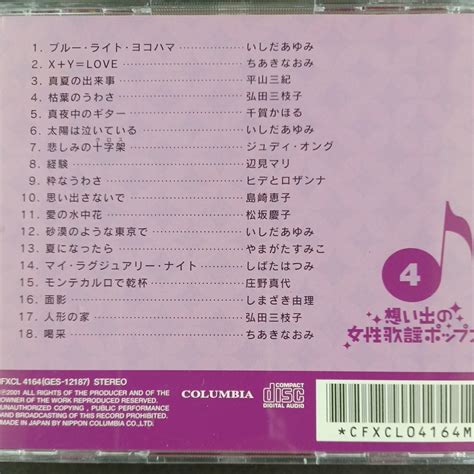 1. ブルー・ライト・ヨコハマ いしだあゆみ
2. X+Y=LOVE ちあきなおみ
3. 真夏の出来事 平山三紀
4. 枯葉のうわさ 弘田三枝子
5. 真夜中のギター 千賀かほる
6. 太陽は泣いている いしだあゆみ
7. 悲しみの十字架 ジュディ・オング
8. 経験 辺見マリ
9. 粋なうわさ ヒデとロザンナ
10. 思い出さないで 島崎恵子
11. 愛の水中花 松坂慶子
12. 砂漠のような東京で いしだあゆみ
13. 夏になったら やまがたすみこ
14. マイ・ラグジュアリー・ナイト しばたはつみ
15. モンテカルロで乾杯 庄野真代
16. 面影 しまざき由理
17. 人形の家 弘田三枝子
18. 喝采 ちあきなおみ
4
想い出の
女性歌謡ポップス
CFXCL 4164(GES-12187) STEREO
Ⓟ2001 ALL RIGHTS OF THE PRODUCER AND OF THE
OWNER OF THE WORK REPRODUCED RESERVED.
UNAUTHORIZED COPYING, PUBLIC PERFORMANCE
AND BROADCASTING OF THIS RECORD PROHIBITED.
MADE IN JAPAN BY NIPPON COLUMBIA CO.,LTD.
COLUMBIA
COMPACT
disc
DIGITAL AUDIO
*CFXCL04164M